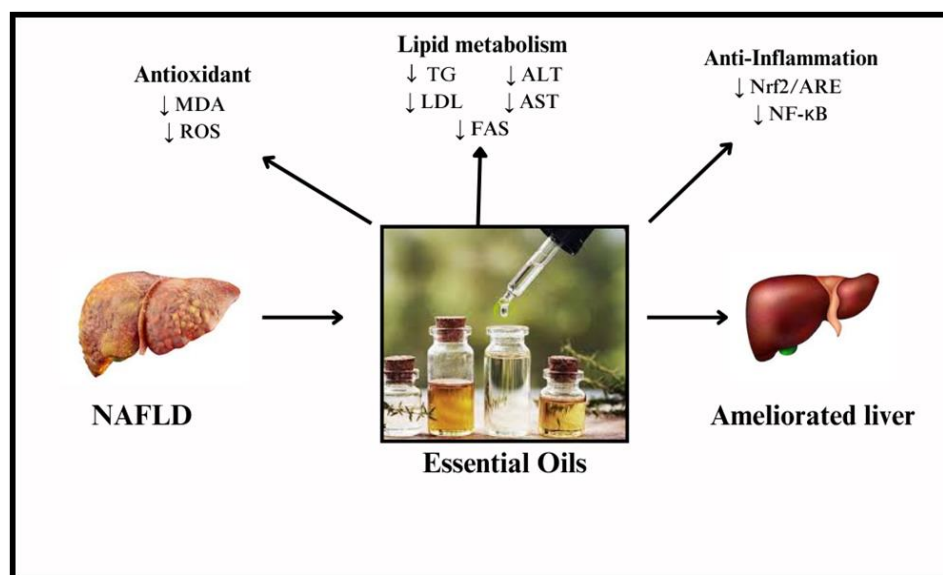 Antioxidant
↓ MDA
↓ ROS
Lipid metabolism
↓ TG ↓ ALT
↓ LDL ↓ AST
↓ FAS
Anti-Inflammation
↓ Nrf2/ARE
↓ NF-κB
NAFLD
Essential Oils
Ameliorated liver